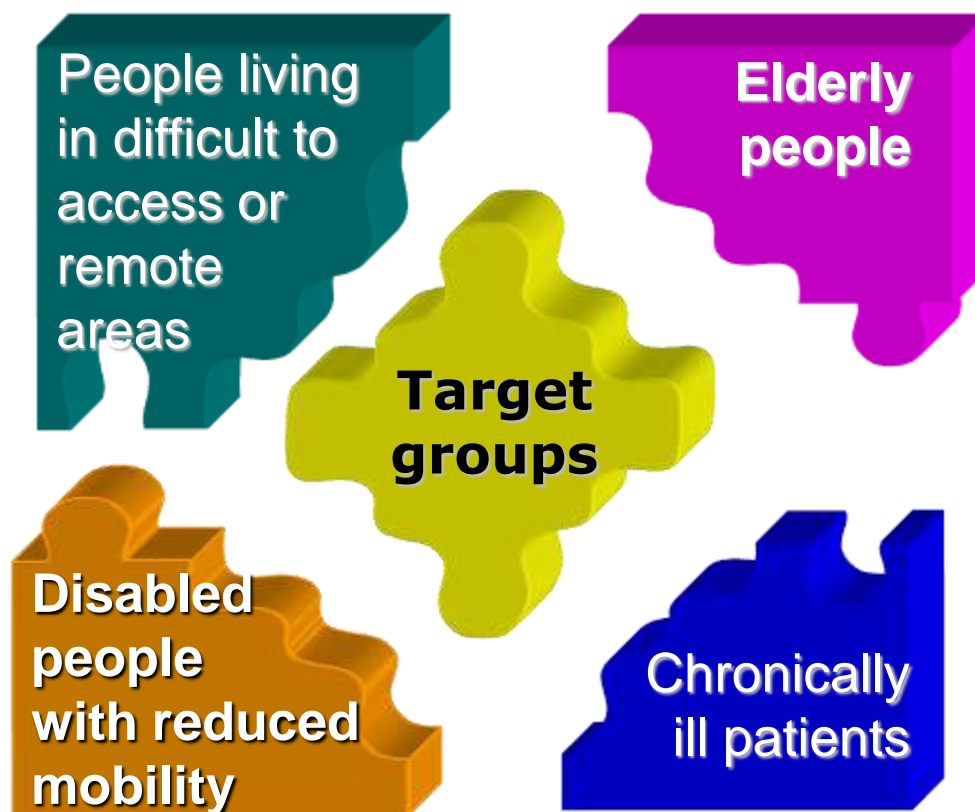 People living
in difficult to
access or
remote
areas
Elderly
people
Target
groups
Disabled
people
with reduced
mobility
Chronically
ill patients